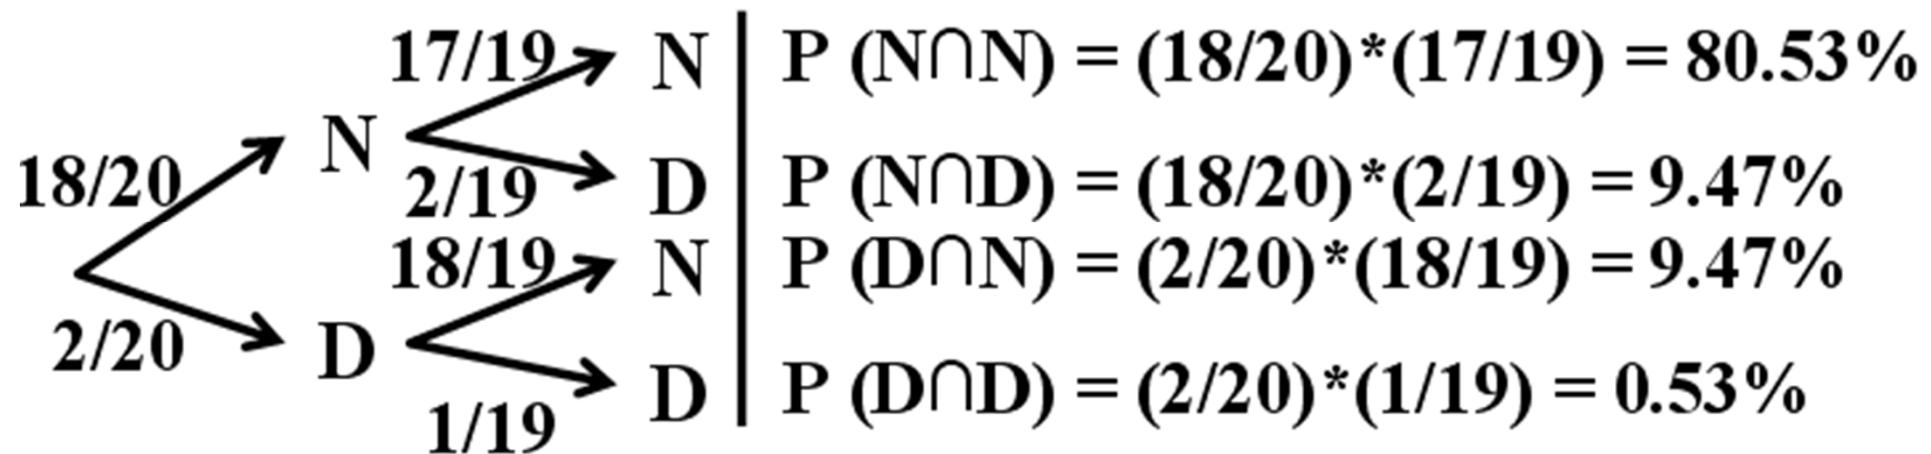 17/19 N P (N∩N) = (18/20)*(17/19) = 80.53%
18/20 N
2/19 D P (N∩D) = (18/20)*(2/19) = 9.47%
18/19 N P (D∩N) = (2/20)*(18/19) = 9.47%
2/20 D
1/19 D P (D∩D) = (2/20)*(1/19) = 0.53%